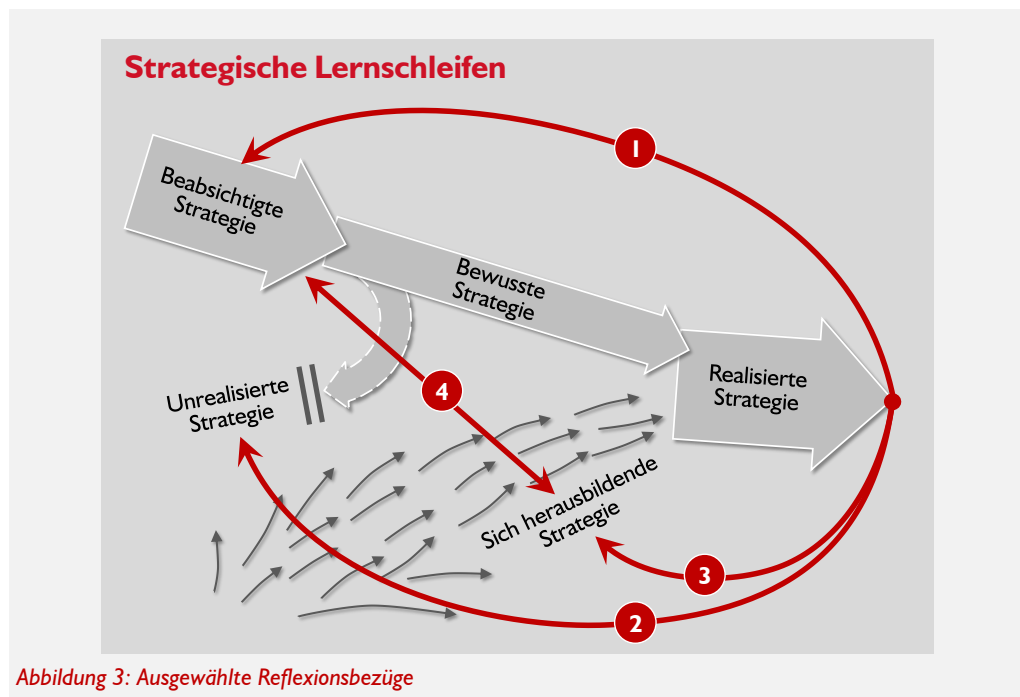 Strategische Lernschleifen
1
Beabsichtigte
Strategie
Bewusste
Strategie
Realisierte
Strategie
4
Unrealisierte
Strategie
Sich herausbildende
Strategie
3
2
Abbildung 3: Ausgewählte Reflexionsbezüge